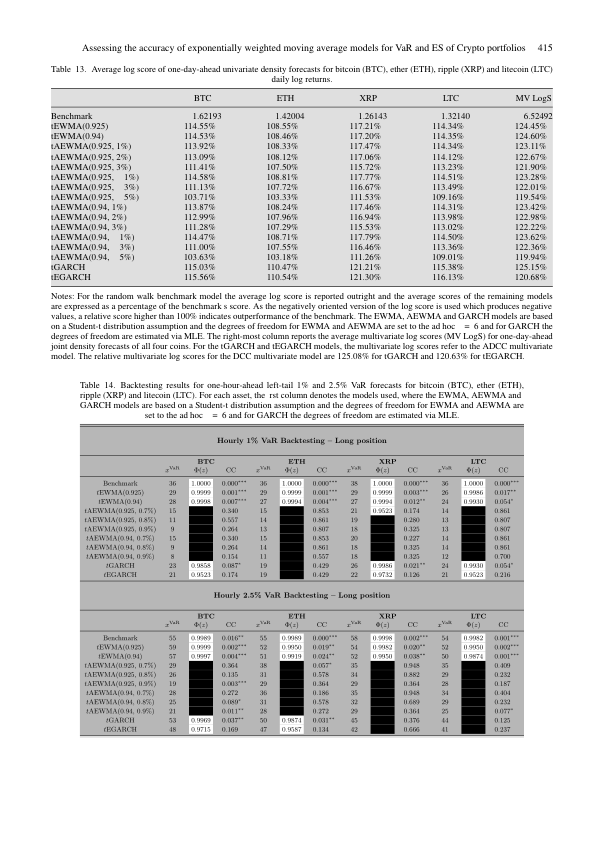 Assessing the accuracy of exponentially weighted moving average models for VaR and ES of Crypto portfolios 415
Table 13. Average log score of one-day-ahead univariate density forecasts for bitcoin (BTC), ether (ETH), ripple (XRP) and litecoin (LTC)
daily log returns.
BTC ETH XRP LTC MV LogS
Benchmark 1.62193 1.42004 1.26143 1.32140 6.52492
tEWMA(0.925) 114.55% 108.55% 117.21% 114.34% 124.45%
tEWMA(0.94) 114.53% 108.46% 117.20% 114.35% 124.60%
tAEWMA(0.925, 1%) 113.92% 108.33% 117.47% 114.34% 123.11%
tAEWMA(0.925, 2%) 113.09% 108.12% 117.06% 114.12% 122.67%
tAEWMA(0.925, 3%) 111.41% 107.50% 115.72% 113.23% 121.90%
tAEWMA(0.925, 1%) 114.58% 108.81% 117.77% 114.51% 123.28%
tAEWMA(0.925, 3%) 111.13% 107.72% 116.67% 113.49% 122.01%
tAEWMA(0.925, 5%) 103.71% 103.33% 111.53% 109.16% 119.54%
tAEWMA(0.94, 1%) 113.87% 108.24% 117.46% 114.31% 123.42%
tAEWMA(0.94, 2%) 112.99% 107.96% 116.94% 113.98% 122.98%
tAEWMA(0.94, 3%) 111.28% 107.29% 115.53% 113.02% 122.22%
tAEWMA(0.94, 1%) 114.47% 108.71% 117.79% 114.50% 123.62%
tAEWMA(0.94, 3%) 111.00% 107.55% 116.46% 113.36% 122.36%
tAEWMA(0.94, 5%) 103.63% 103.18% 111.26% 109.01% 119.94%
tGARCH 115.03% 110.47% 121.21% 115.38% 125.15%
tEGARCH 115.56% 110.54% 121.30% 116.13% 120.68%
Notes: For the random walk benchmark model the average log score is reported outright and the average scores of the remaining models
are expressed as a percentage of the benchmark s score. As the negatively oriented version of the log score is used which produces negative
values, a relative score higher than 100% indicates outperformance of the benchmark. The EWMA, AEWMA and GARCH models are based
on a Student-t distribution assumption and the degrees of freedom for EWMA and AEWMA are set to the ad hoc = 6 and for GARCH the
degrees of freedom are estimated via MLE. The right-most column reports the average multivariate log scores (MV LogS) for one-day-ahead
joint density forecasts of all four coins. For the tGARCH and tEGARCH models, the multivariate log scores refer to the ADCC multivariate
model. The relative multivariate log scores for the DCC multivariate model are 125.08% for tGARCH and 120.63% for tEGARCH.
Table 14. Backtesting results for one-hour-ahead left-tail 1% and 2.5% VaR forecasts for bitcoin (BTC), ether (ETH),
ripple (XRP) and litecoin (LTC). For each asset, the rst column denotes the models used, where the EWMA, AEWMA and
GARCH models are based on a Student-t distribution assumption and the degrees of freedom for EWMA and AEWMA are
set to the ad hoc = 6 and for GARCH the degrees of freedom are estimated via MLE.
Hourly 1% VaR Backtesting – Long position
BTC ETH XRP LTC
xVaR Φ(z) CC xVaR Φ(z) CC xVaR Φ(z) CC xVaR Φ(z) CC
Benchmark 36 1.0000 0.000*** 36 1.0000 0.000*** 38 1.0000 0.000*** 36 1.0000 0.000***
tEWMA(0.925) 29 0.9999 0.001*** 29 0.9999 0.001*** 29 0.9999 0.003*** 26 0.9986 0.017**
tEWMA(0.94) 28 0.9998 0.007*** 27 0.9994 0.004*** 27 0.9994 0.012** 24 0.9930 0.054*
tAEWMA(0.925, 0.7%) 15 0.340 15 0.853 21 0.9523 0.174 14 0.861
tAEWMA(0.925, 0.8%) 11 0.557 14 0.861 19 0.280 13 0.807
tAEWMA(0.925, 0.9%) 9 0.264 13 0.807 18 0.325 13 0.807
tAEWMA(0.94, 0.7%) 15 0.340 15 0.853 20 0.227 14 0.861
tAEWMA(0.94, 0.8%) 9 0.264 14 0.861 18 0.325 14 0.861
tAEWMA(0.94, 0.9%) 8 0.154 11 0.557 18 0.325 12 0.700
tGARCH 23 0.9858 0.087* 19 0.429 26 0.9986 0.021** 24 0.9930 0.054*
tEGARCH 21 0.9523 0.174 19 0.429 22 0.9732 0.126 21 0.9523 0.216
Hourly 2.5% VaR Backtesting – Long position
BTC ETH XRP LTC
xVaR Φ(z) CC xVaR Φ(z) CC xVaR Φ(z) CC xVaR Φ(z) CC
Benchmark 55 0.9989 0.016** 55 0.9989 0.000*** 58 0.9998 0.002*** 54 0.9982 0.001***
tEWMA(0.925) 59 0.9999 0.002*** 52 0.9950 0.019** 54 0.9982 0.020** 52 0.9950 0.002***
tEWMA(0.94) 57 0.9997 0.004*** 51 0.9919 0.024** 52 0.9950 0.038** 50 0.9874 0.001***
tAEWMA(0.925, 0.7%) 29 0.364 38 0.057* 35 0.948 35 0.409
tAEWMA(0.925, 0.8%) 26 0.135 31 0.578 34 0.882 29 0.232
tAEWMA(0.925, 0.9%) 19 0.003*** 29 0.364 29 0.364 28 0.187
tAEWMA(0.94, 0.7%) 28 0.272 36 0.186 35 0.948 34 0.404
tAEWMA(0.94, 0.8%) 25 0.089* 31 0.578 32 0.689 29 0.232
tAEWMA(0.94, 0.9%) 21 0.011** 28 0.272 29 0.364 25 0.077*
tGARCH 53 0.9969 0.037** 50 0.9874 0.031** 45 0.376 44 0.125
tEGARCH 48 0.9715 0.169 47 0.9587 0.134 42 0.666 41 0.237